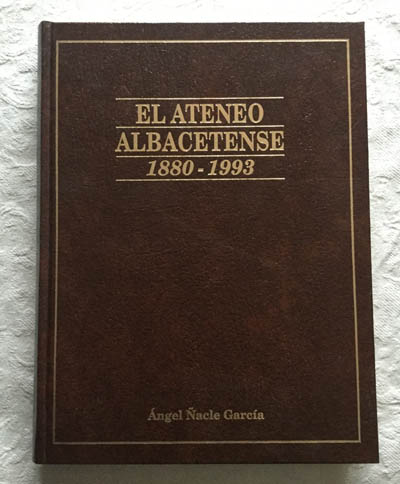 EL ATENEO
ALBACETENSE
1880 - 1993
Ángel Ñacle García